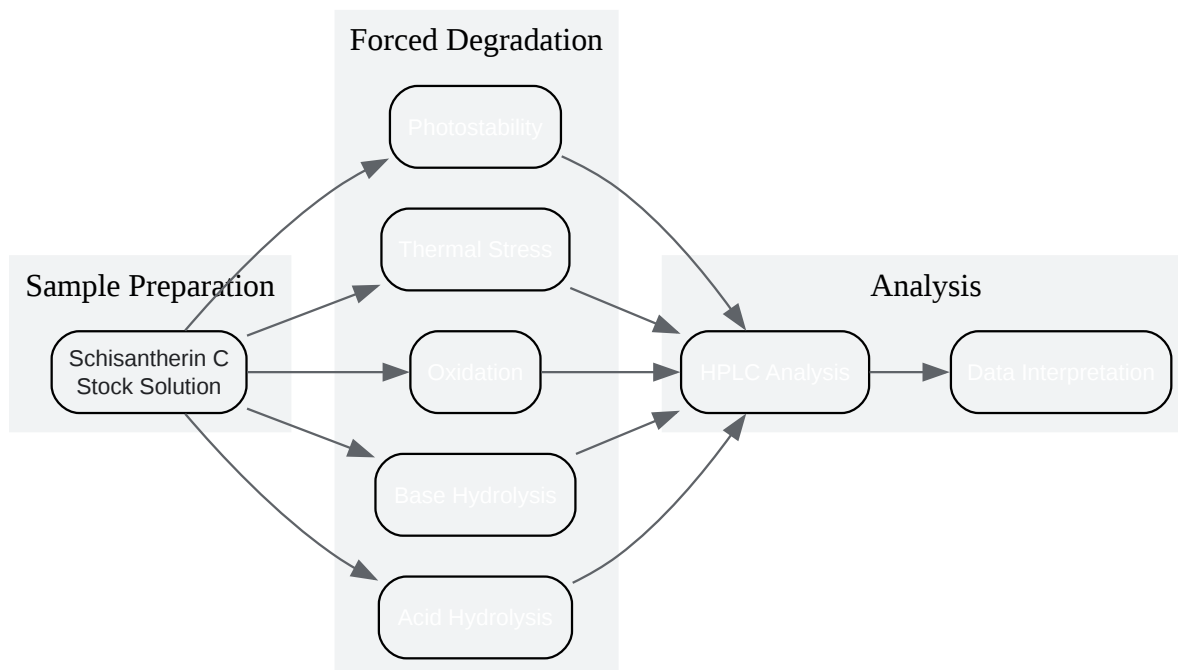 Forced Degradation
Photostability
Thermal Stress
Sample Preparation
Analysis
Schisantherin C
Stock Solution
Oxidation
HPLC Analysis
Data Interpretation
Base Hydrolysis
Acid Hydrolysis